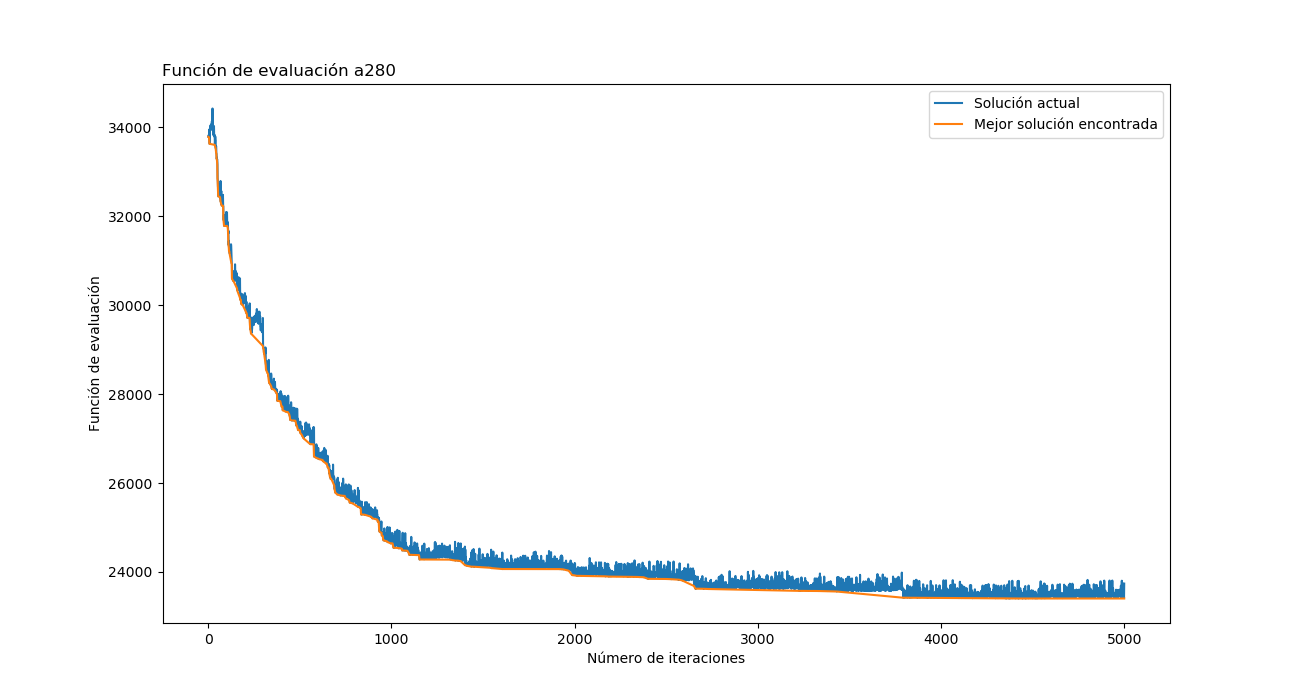 Función de evaluación a280
Solución actual
Mejor solución encontrada
34000
32000
30000
28000
26000
24000
Función de evaluación
0
1000
2000
3000
4000
5000
Número de iteraciones